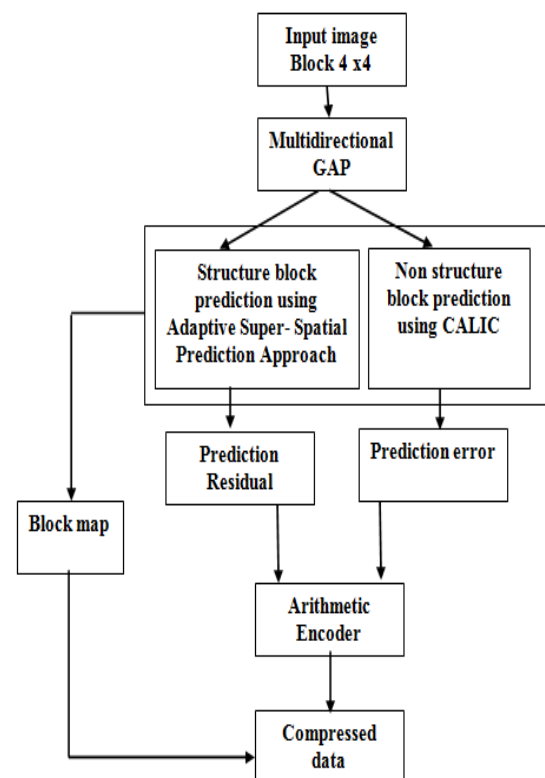 Input image
Block 4 x4
Multidirectional
GAP
Structure block
prediction using
Adaptive Super- Spatial
Prediction Approach
Non structure
block prediction
using CALIC
Prediction
Residual
Prediction error
Block map
Arithmetic
Encoder
Compressed
data